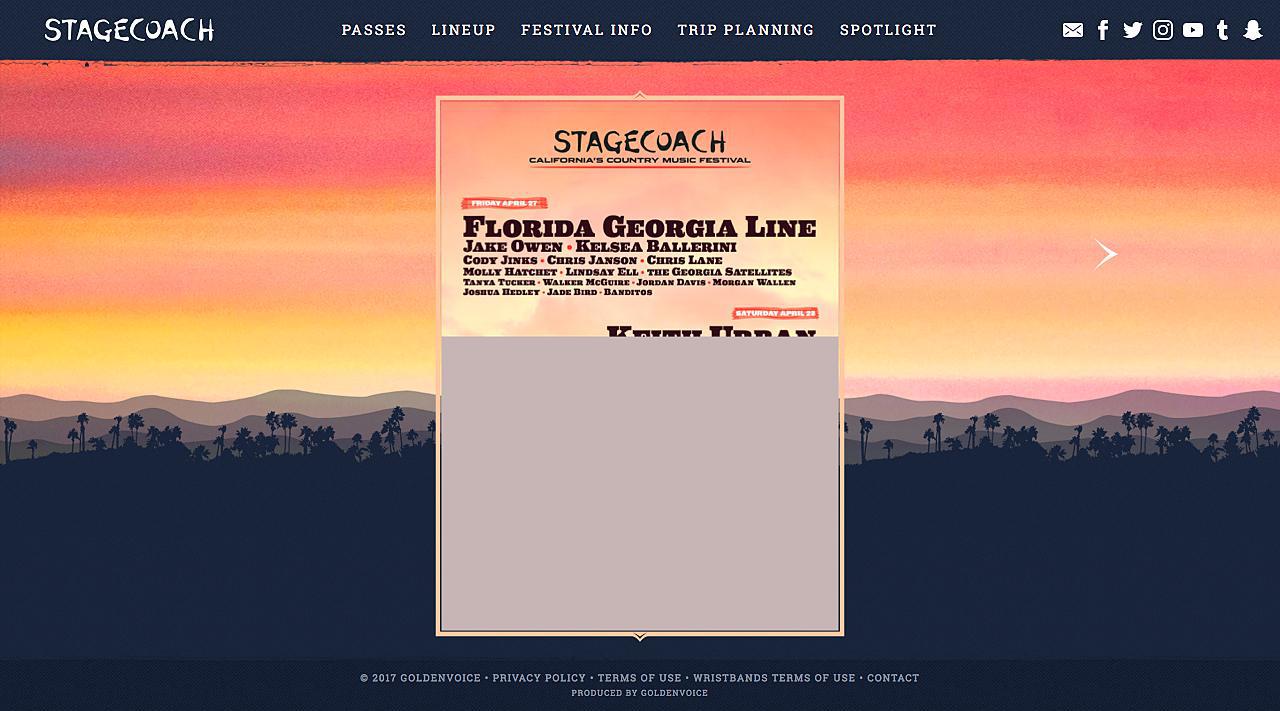 STAGECOACH
PASSES LINEUP FESTIVAL INFO TRIP PLANNING SPOTLIGHT
STAGECOACH
CALIFORNIA'S COUNTRY MUSIC FESTIVAL
FRIDAY APRIL 27
FLORIDA GEORGIA LINE
JAKE OWEN • KELSEA BALLERINI
CODY JINKS • CHRIS JANSON • CHRIS LANE
MOLLY HATCHET • LINDSAY ELL • THE GEORGIA SATELLITES
TANYA TUCKER • WALKER MCGUIRE • JORDAN DAVIS • MORGAN WALLEN
JOSHUA HEDLEY • JADE BIRD • BANDITOS
SATURDAY APRIL 28
KEITH URBAN
© 2017 GOLDENVOICE • PRIVACY POLICY • TERMS OF USE • WRISTBANDS TERMS OF USE • CONTACT
PRODUCED BY GOLDENVOICE